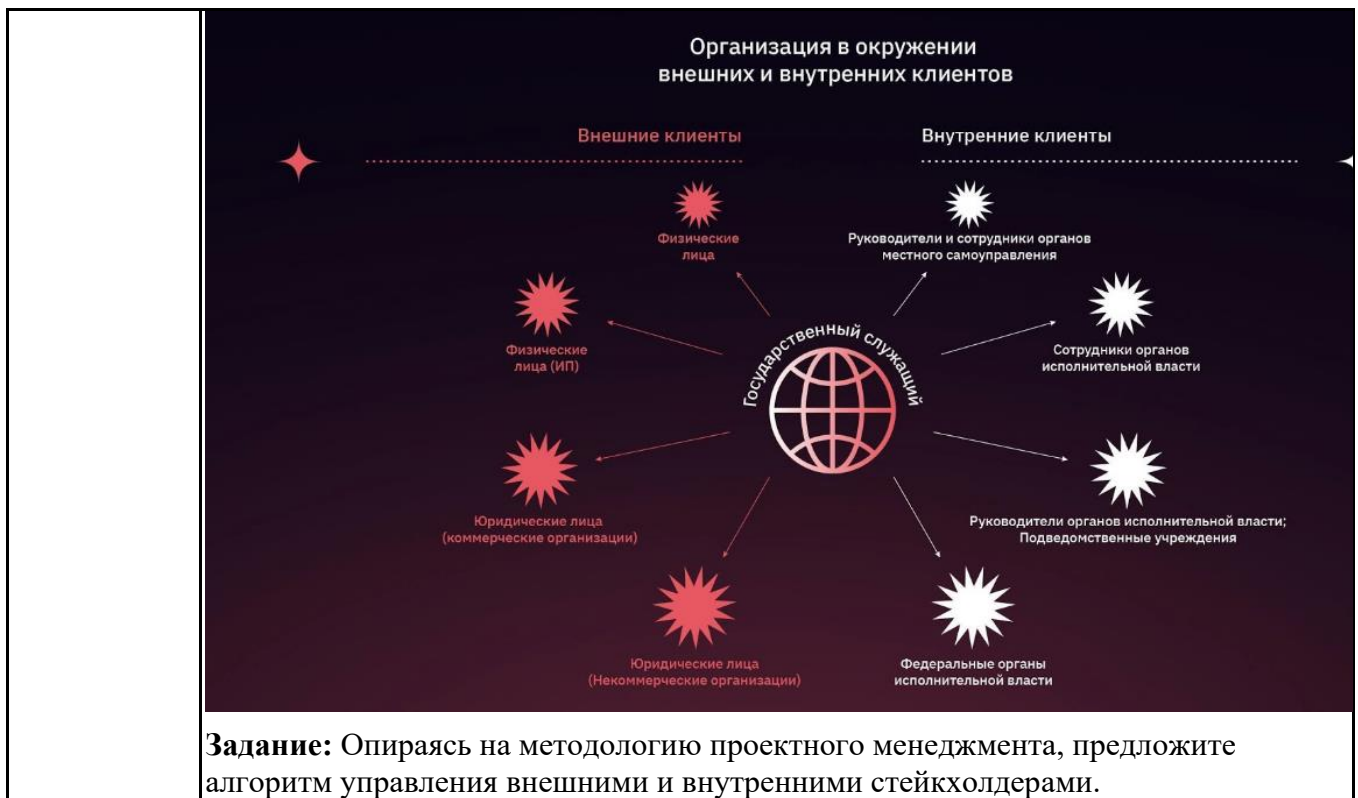 Организация в окружении
внешних и внутренних клиентов
Внешние клиенты
Внутренние клиенты
Физические
лица
Руководители и сотрудники органов
местного самоуправления
Физические
лица (ИП)
Государственный служащий
Сотрудники органов
исполнительной власти
Юридические лица
(коммерческие организации)
Руководители органов исполнительной власти;
Подведомственные учреждения
Юридические лица
(Некоммерческие организации)
Федеральные органы
исполнительной власти
Задание: Опираясь на методологию проектного менеджмента, предложите
алгоритм управления внешними и внутренними стейкхолдерами.